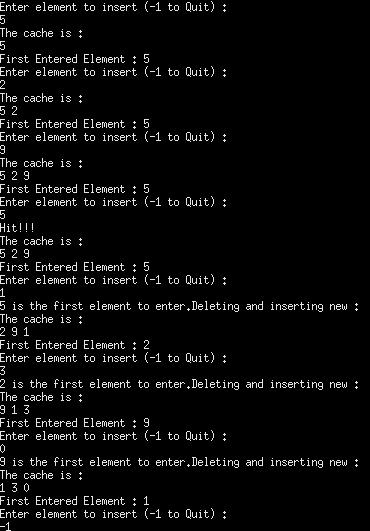 Enter element to insert (-1 to Quit) :
5
The cache is :
5
First Entered Element : 5
Enter element to insert (-1 to Quit) :
2
The cache is :
5 2
First Entered Element : 5
Enter element to insert (-1 to Quit) :
9
The cache is :
5 2 9
First Entered Element : 5
Enter element to insert (-1 to Quit) :
5
Hit!!!
The cache is :
5 2 9
First Entered Element : 5
Enter element to insert (-1 to Quit) :
1
5 is the first element to enter.Deleting and inserting new :
The cache is :
2 9 1
First Entered Element : 2
Enter element to insert (-1 to Quit) :
3
2 is the first element to enter.Deleting and inserting new :
The cache is :
9 1 3
First Entered Element : 9
Enter element to insert (-1 to Quit) :
0
9 is the first element to enter.Deleting and inserting new :
The cache is :
1 3 0
First Entered Element : 1
Enter element to insert (-1 to Quit) :
-1